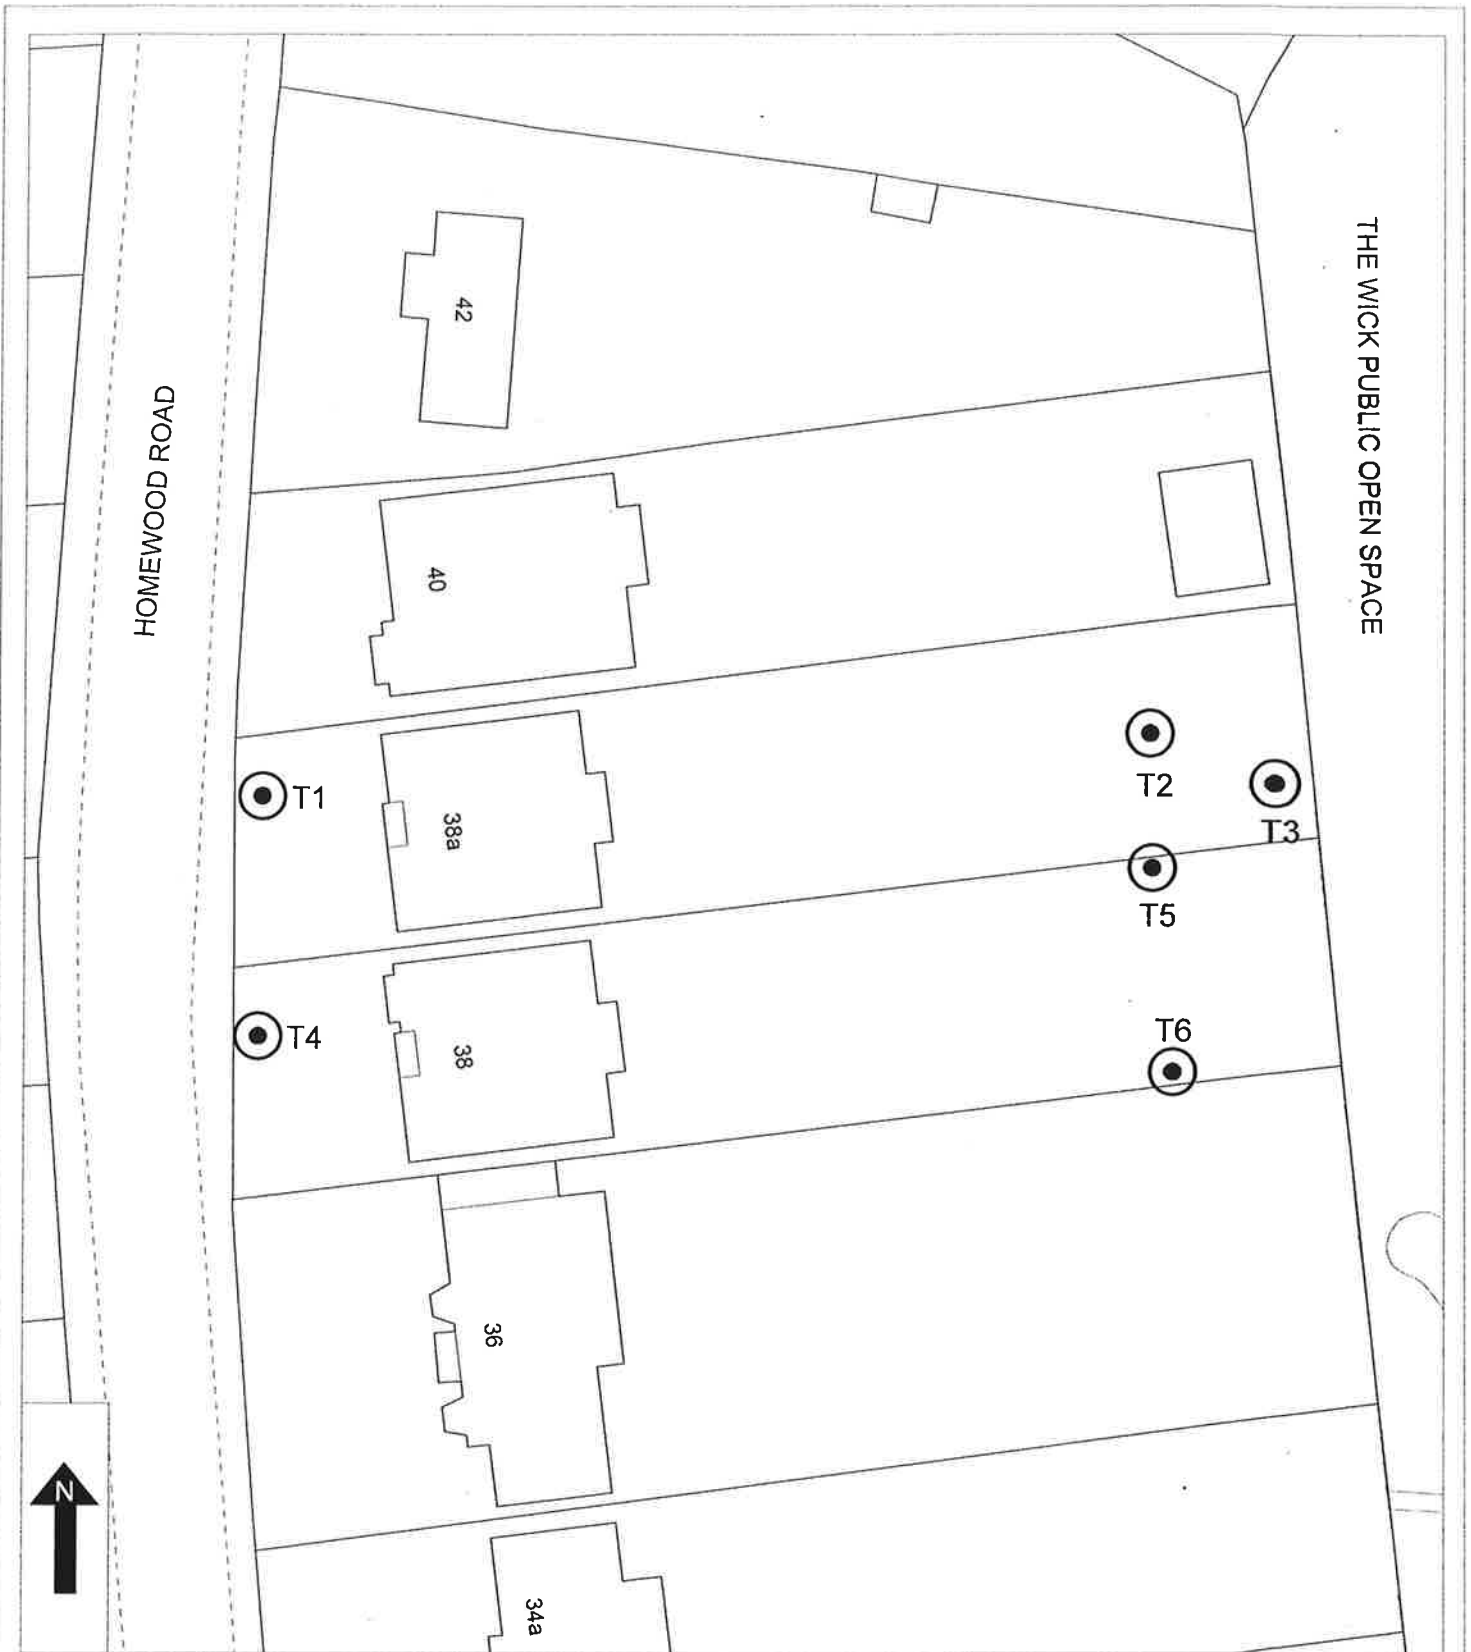 THE WICK PUBLIC OPEN SPACE
42
HOMEWOOD ROAD
40
T1
38a
T2
T3
T5
T4
38
T6
36
N
34a